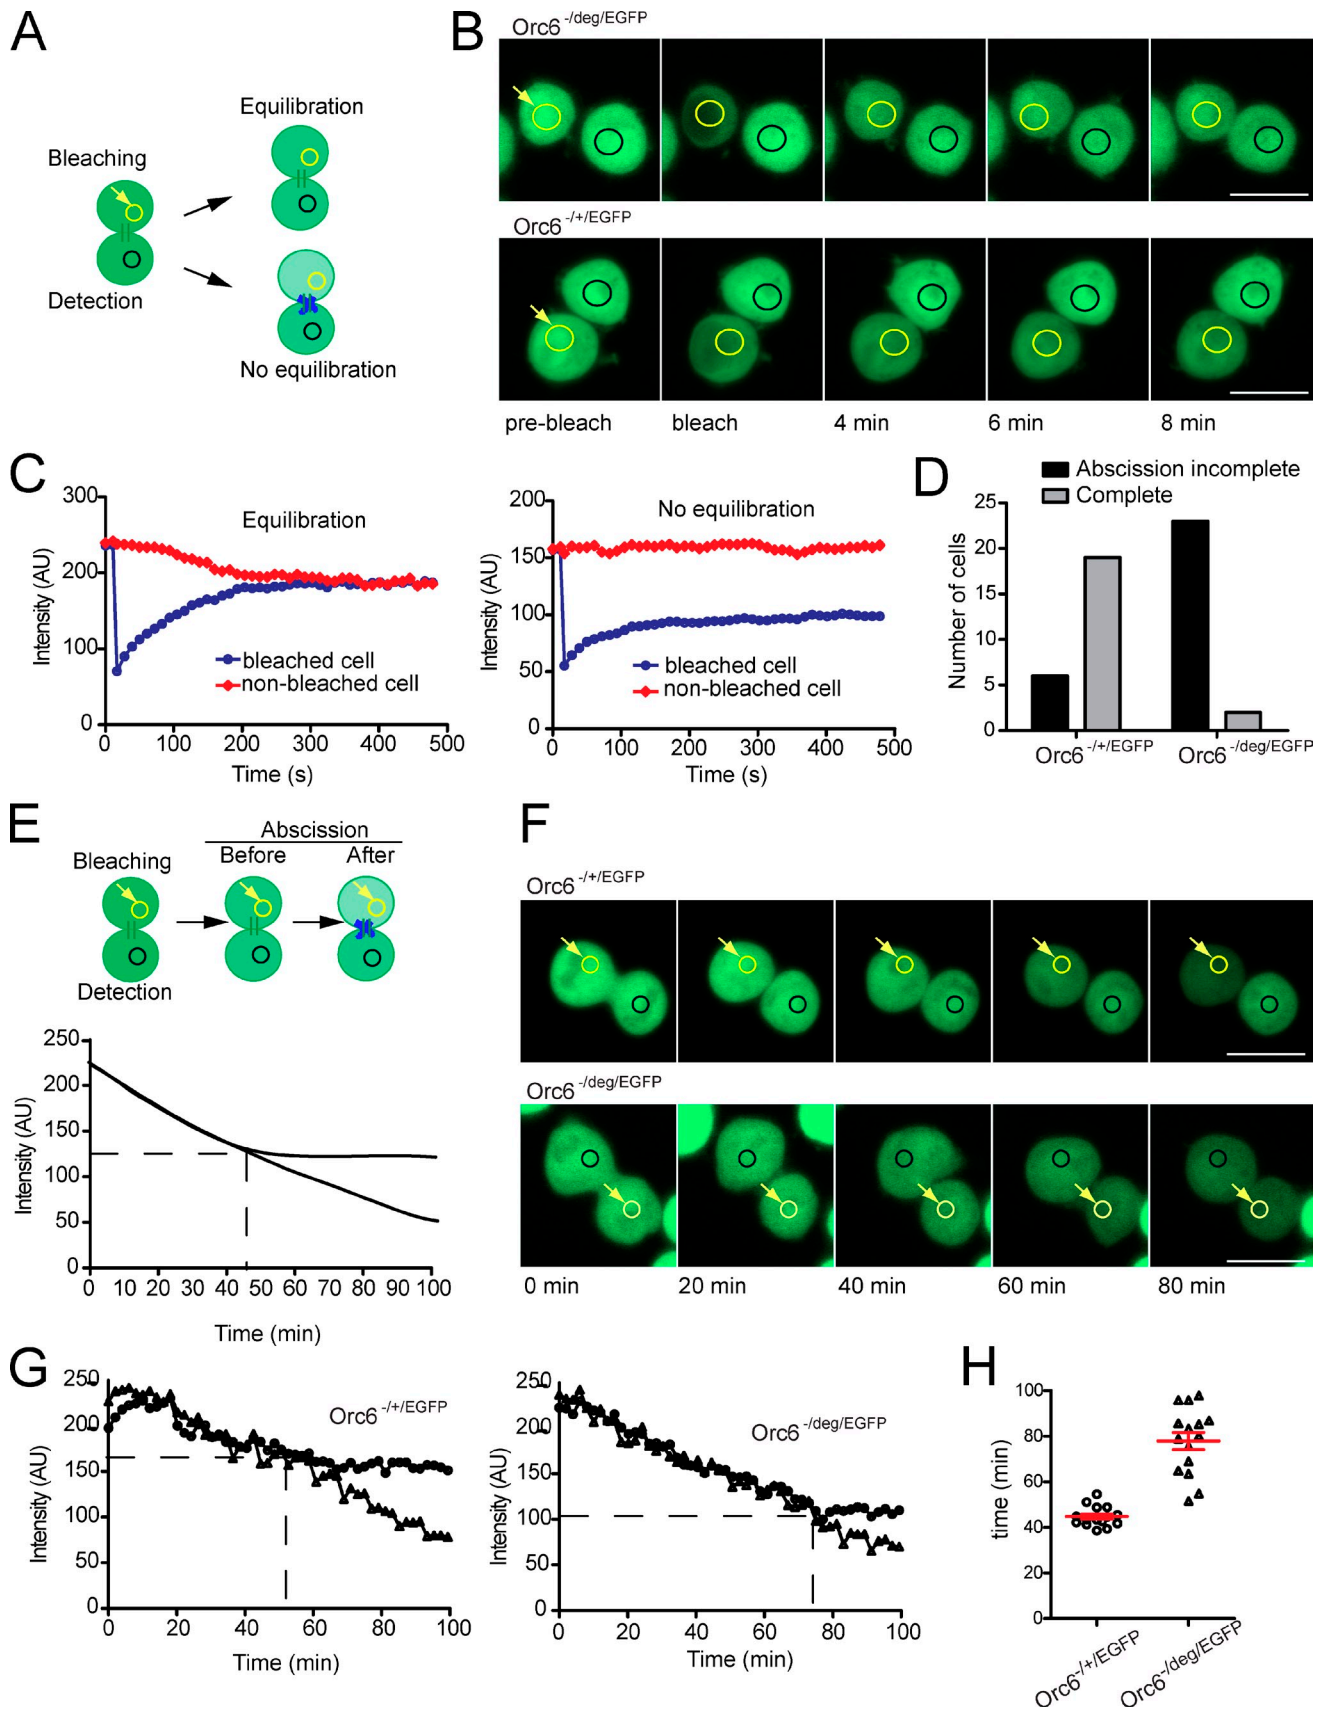 A
Equilibration
Bleaching
Detection
No equilibration
B
Orc6-/deg/EGFP
Orc6-/+/EGFP
pre-bleach bleach 4 min 6 min 8 min
C
300
200
100
0
Intensity (AU)
Equilibration
bleached cell
non-bleached cell
0 100 200 300 400 500
Time (s)
200
150
100
50
0
Intensity (AU)
No equilibration
bleached cell
non-bleached cell
0 100 200 300 400 500
Time (s)
D
Abscission incomplete
Complete
25
20
15
10
5
0
Number of cells
Orc6-/+/EGFP Orc6-/deg/EGFP
E
Abscission
Bleaching Before After
Detection
250
200
150
100
50
0
Intensity (AU)
0 10 20 30 40 50 60 70 80 90 100
Time (min)
F
Orc6-/+/EGFP
Orc6-/deg/EGFP
0 min 20 min 40 min 60 min 80 min
G
250
200
150
100
50
0
Intensity (AU)
Orc6-/+/EGFP
0 20 40 60 80 100
Time (min)
250
200
150
100
50
0
Intensity (AU)
Orc6-/deg/EGFP
0 20 40 60 80 100
Time (min)
H
100
80
60
40
20
0
time (min)
Orc6-/+/EGFP
Orc6-/deg/EGFP